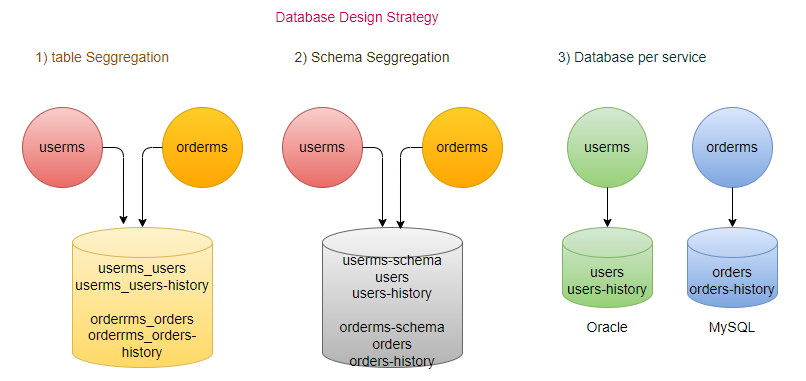 Database Design Strategy
1) table Seggregation
2) Schema Seggregation
3) Database per service
userms
orderms
userms
orderms
userms
orderms
userms_users
userms_users-history
orderrms_orders
orderrms_orders-
history
userms-schema
users
users-history
orderms-schema
orders
orders-history
users
users-history
orders
orders-history
Oracle
MySQL